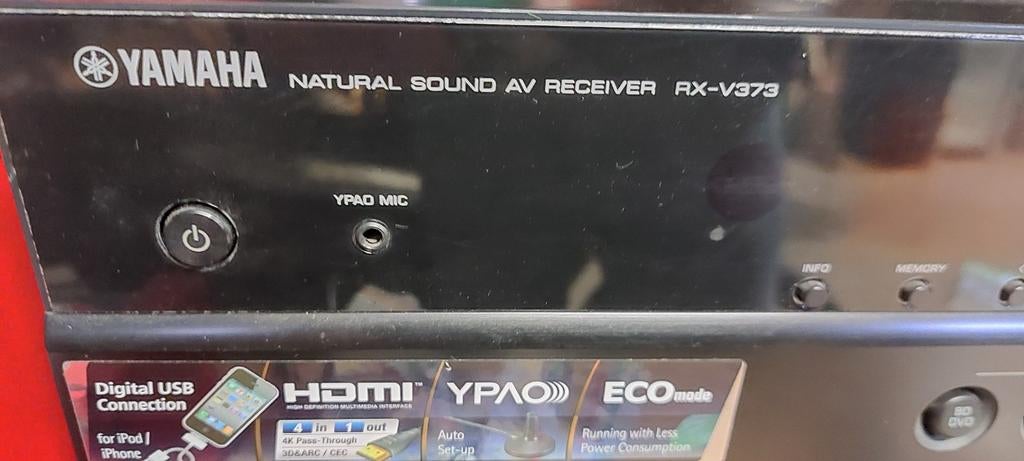 YAMAHA NATURAL SOUND AV RECEIVER RX-V373
YPAO MIC
INFO MEMORY
Digital USB
Connection
for iPod /
iPhone
HDMI™
HIGH DEFINITION MULTIMEDIA INTERFACE
4 in 1 out
4K Pass-Through
3D&ARC / CEC
YPAO
Auto
Set-up
ECO mode
Running with Less
Power Consumption
BD
DVD